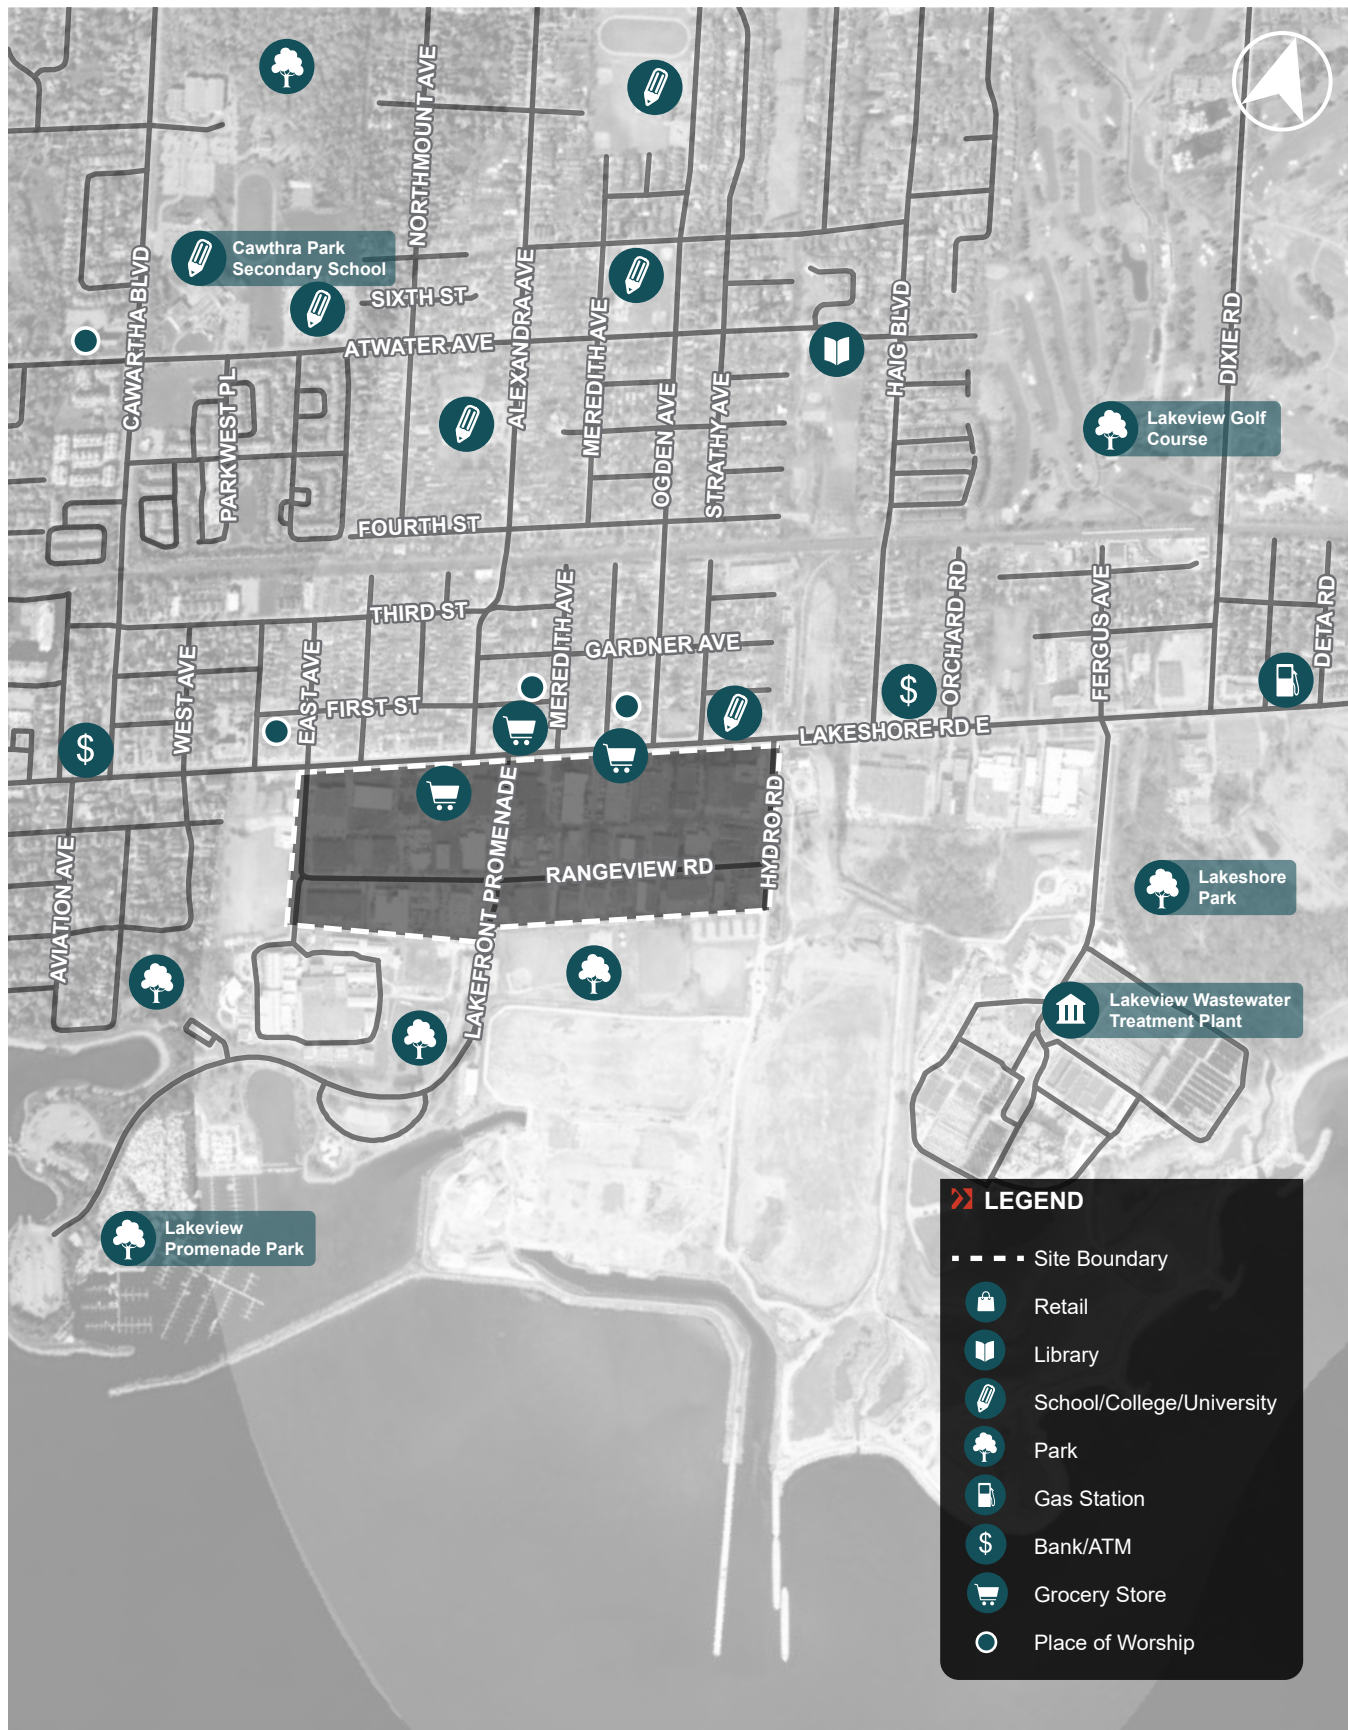 NORTHMOUNT AVE
Cawthra Park
Secondary School
CAWARTHA BLVD
SIXTH ST
ATWATER AVE
ALEXANDRA AVE
MEREDITH AVE
HAIG BLVD
DIXIE RD
PARKWEST PL
OGDEN AVE
STRATHY AVE
Lakeview Golf
Course
FOURTH ST
THIRD ST
MEREDITH AVE
GARDNER AVE
ORCHARD RD
FERGUS AVE
DETA RD
WEST AVE
EAST AVE
FIRST ST
$
$
LAKESHORE RD E
LAKEFRONT PROMENADE
HYDRO RD
RANGEVIEW RD
AVIATION AVE
Lakeshore
Park
Lakeview Wastewater
Treatment Plant
Lakeview
Promenade Park
LEGEND
Site Boundary
Retail
Library
School/College/University
Park
Gas Station
$ Bank/ATM
Grocery Store
Place of Worship